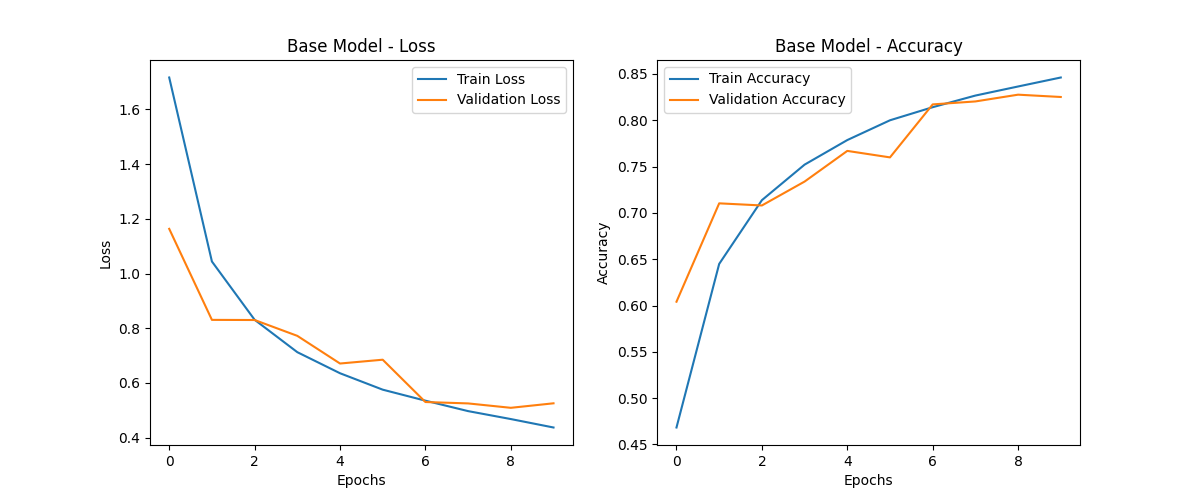 Base Model - Loss
Train Loss
Validation Loss
1.6
1.4
1.2
1.0
0.8
0.6
0.4
Loss
0 2 4 6 8
Epochs
Base Model - Accuracy
Train Accuracy
Validation Accuracy
0.85
0.80
0.75
0.70
0.65
0.60
0.55
0.50
0.45
Accuracy
0 2 4 6 8
Epochs